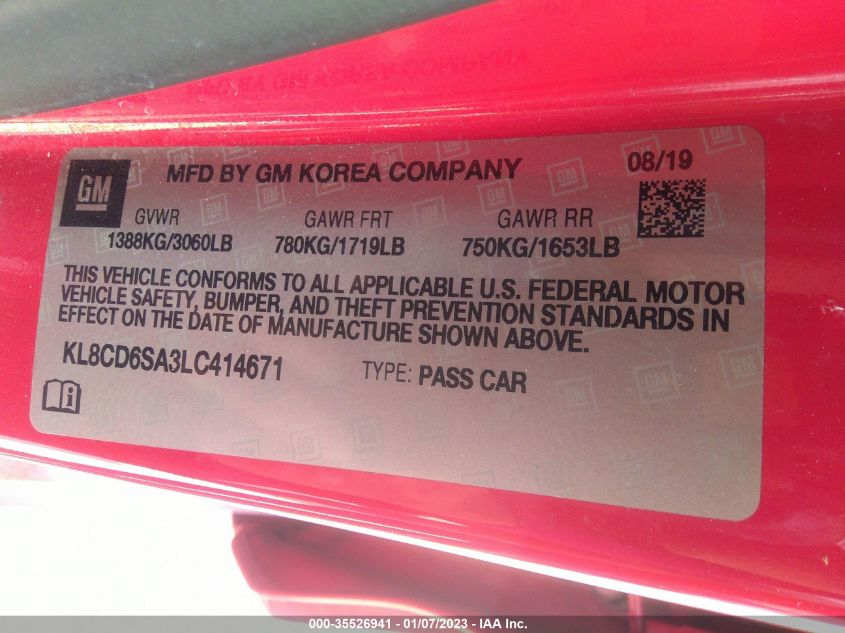 GM
MFD BY GM KOREA COMPANY
08/19
GVWR
GAWR FRT
GAWR RR
1388KG/3060LB
780KG/1719LB
750KG/1653LB
THIS VEHICLE CONFORMS TO ALL APPLICABLE U.S. FEDERAL MOTOR
VEHICLE SAFETY, BUMPER, AND THEFT PREVENTION STANDARDS IN
EFFECT ON THE DATE OF MANUFACTURE SHOWN ABOVE.
KL8CD6SA3LC414671
TYPE: PASS CAR
000-35526941 - 01/07/2023 - IAA Inc.